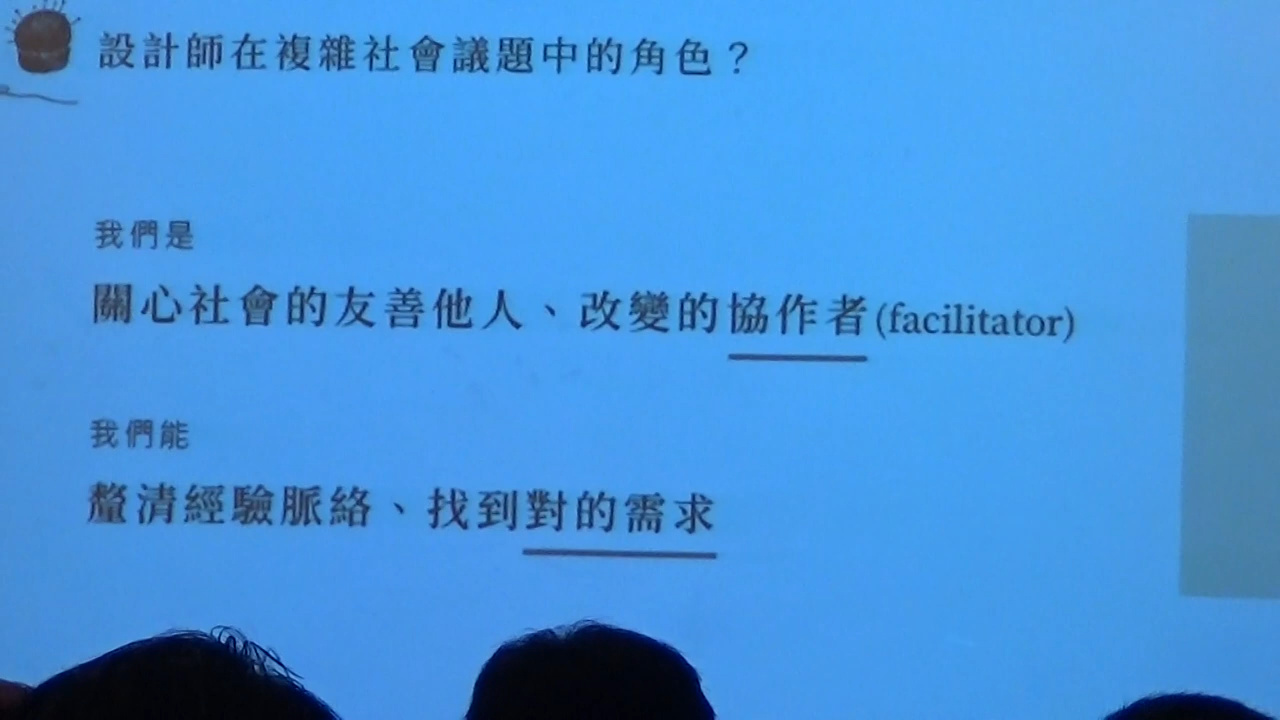 設計師在複雜社會議題中的角色？
我們是
關心社會的友善他人、改變的協作者(facilitator)
我們能
釐清經驗脈絡、找到對的需求